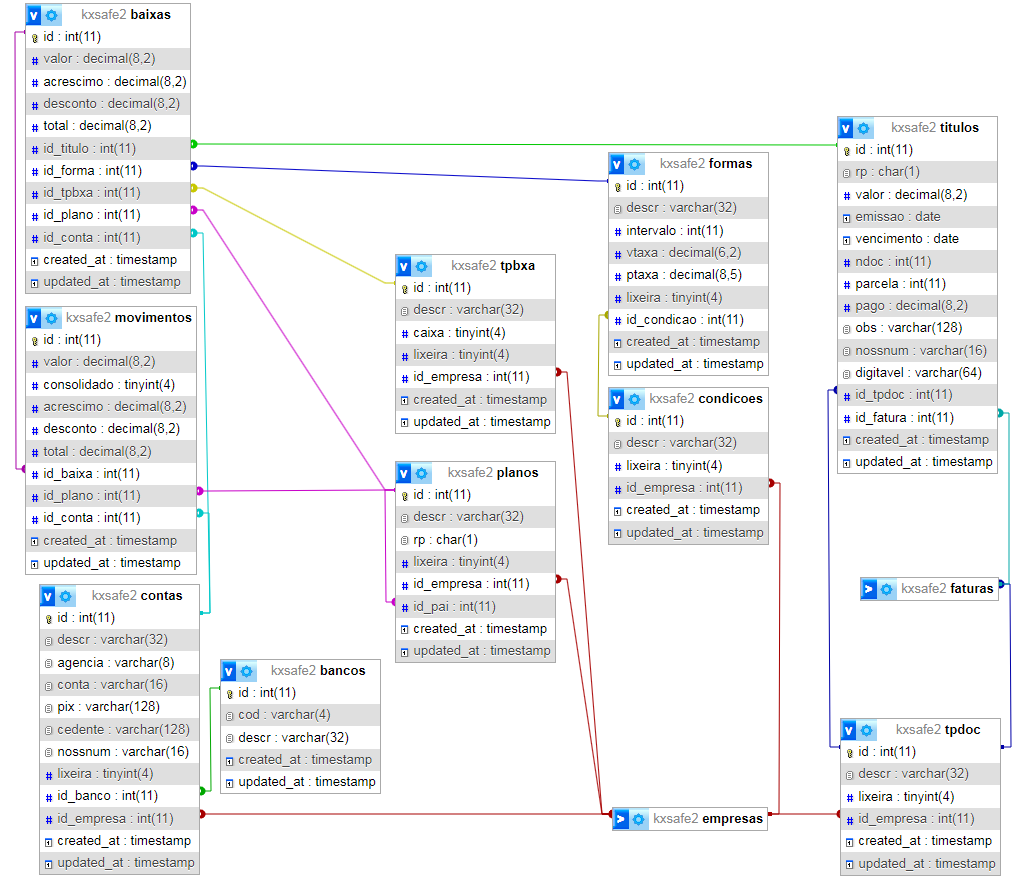 kxsafe2 baixas
id : int(11)
valor : decimal(8,2)
acrescimo : decimal(8,2)
desconto : decimal(8,2)
total : decimal(8,2)
id_titulo : int(11)
id_forma : int(11)
id_tpbxa : int(11)
id_plano : int(11)
id_conta : int(11)
created_at : timestamp
updated_at : timestamp
kxsafe2 movimentos
id : int(11)
valor : decimal(8,2)
consolidado : tinyint(4)
acrescimo : decimal(8,2)
desconto : decimal(8,2)
total : decimal(8,2)
id_baixa : int(11)
id_plano : int(11)
id_conta : int(11)
created_at : timestamp
updated_at : timestamp
kxsafe2 contas
id : int(11)
descr : varchar(32)
agencia : varchar(8)
conta : varchar(16)
pix : varchar(128)
cedente : varchar(128)
nossnum : varchar(16)
lixeira : tinyint(4)
id_banco : int(11)
id_empresa : int(11)
created_at : timestamp
updated_at : timestamp
kxsafe2 bancos
id : int(11)
cod : varchar(4)
descr : varchar(32)
created_at : timestamp
updated_at : timestamp
kxsafe2 tpbxa
id : int(11)
descr : varchar(32)
caixa : tinyint(4)
lixeira : tinyint(4)
id_empresa : int(11)
created_at : timestamp
updated_at : timestamp
kxsafe2 planos
id : int(11)
descr : varchar(32)
rp : char(1)
lixeira : tinyint(4)
id_empresa : int(11)
id_pai : int(11)
created_at : timestamp
updated_at : timestamp
kxsafe2 formas
id : int(11)
descr : varchar(32)
intervalo : int(11)
vtaxa : decimal(6,2)
ptaxa : decimal(8,5)
lixeira : tinyint(4)
id_condicao : int(11)
created_at : timestamp
updated_at : timestamp
kxsafe2 condicoes
id : int(11)
descr : varchar(32)
lixeira : tinyint(4)
id_empresa : int(11)
created_at : timestamp
updated_at : timestamp
kxsafe2 empresas
kxsafe2 titulos
id : int(11)
rp : char(1)
valor : decimal(8,2)
emissao : date
vencimento : date
ndoc : int(11)
parcela : int(11)
pago : decimal(8,2)
obs : varchar(128)
nossnum : varchar(16)
digitavel : varchar(64)
id_tpdoc : int(11)
id_fatura : int(11)
created_at : timestamp
updated_at : timestamp
kxsafe2 faturas
kxsafe2 tpdoc
id : int(11)
descr : varchar(32)
lixeira : tinyint(4)
id_empresa : int(11)
created_at : timestamp
updated_at : timestamp